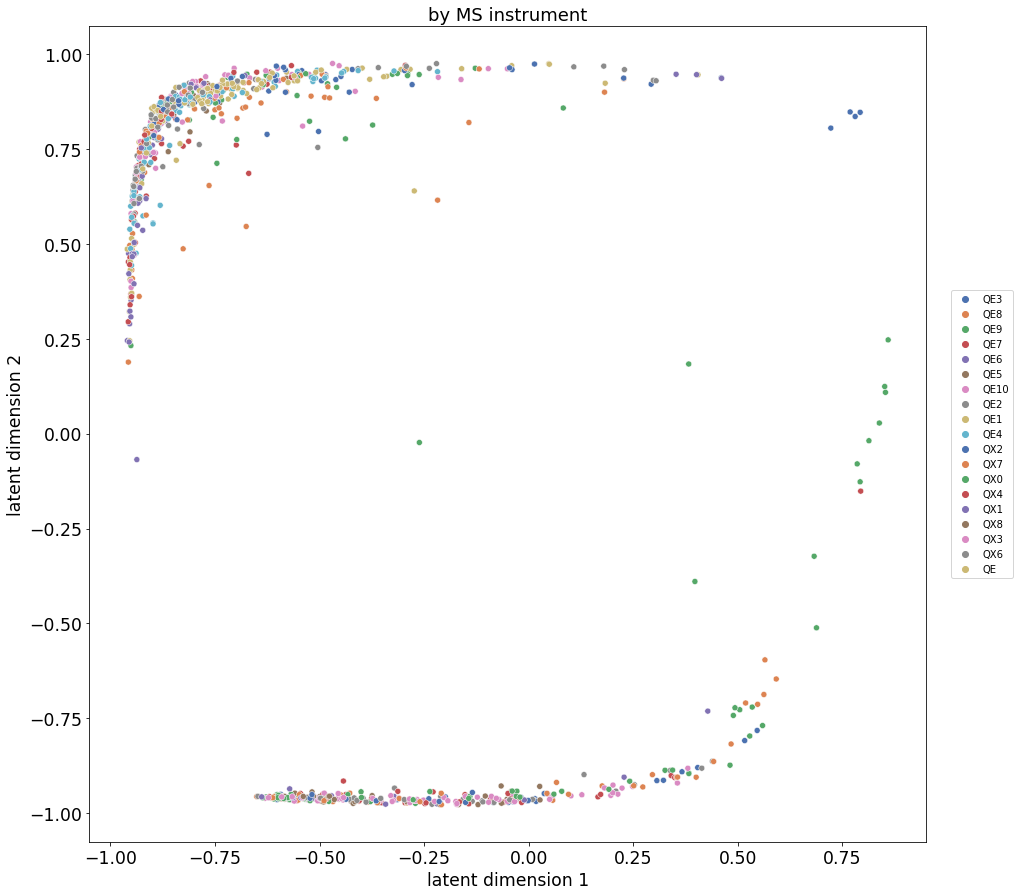 by MS instrument
1.00
0.75
0.50
0.25
0.00
−0.25
−0.50
−0.75
−1.00
latent dimension 2
−1.00
−0.75
−0.50
−0.25
0.00
0.25
0.50
0.75
latent dimension 1
QE3
QE8
QE9
QE7
QE6
QE5
QE10
QE2
QE1
QE4
QX2
QX7
QX0
QX4
QX1
QX8
QX3
QX6
QE